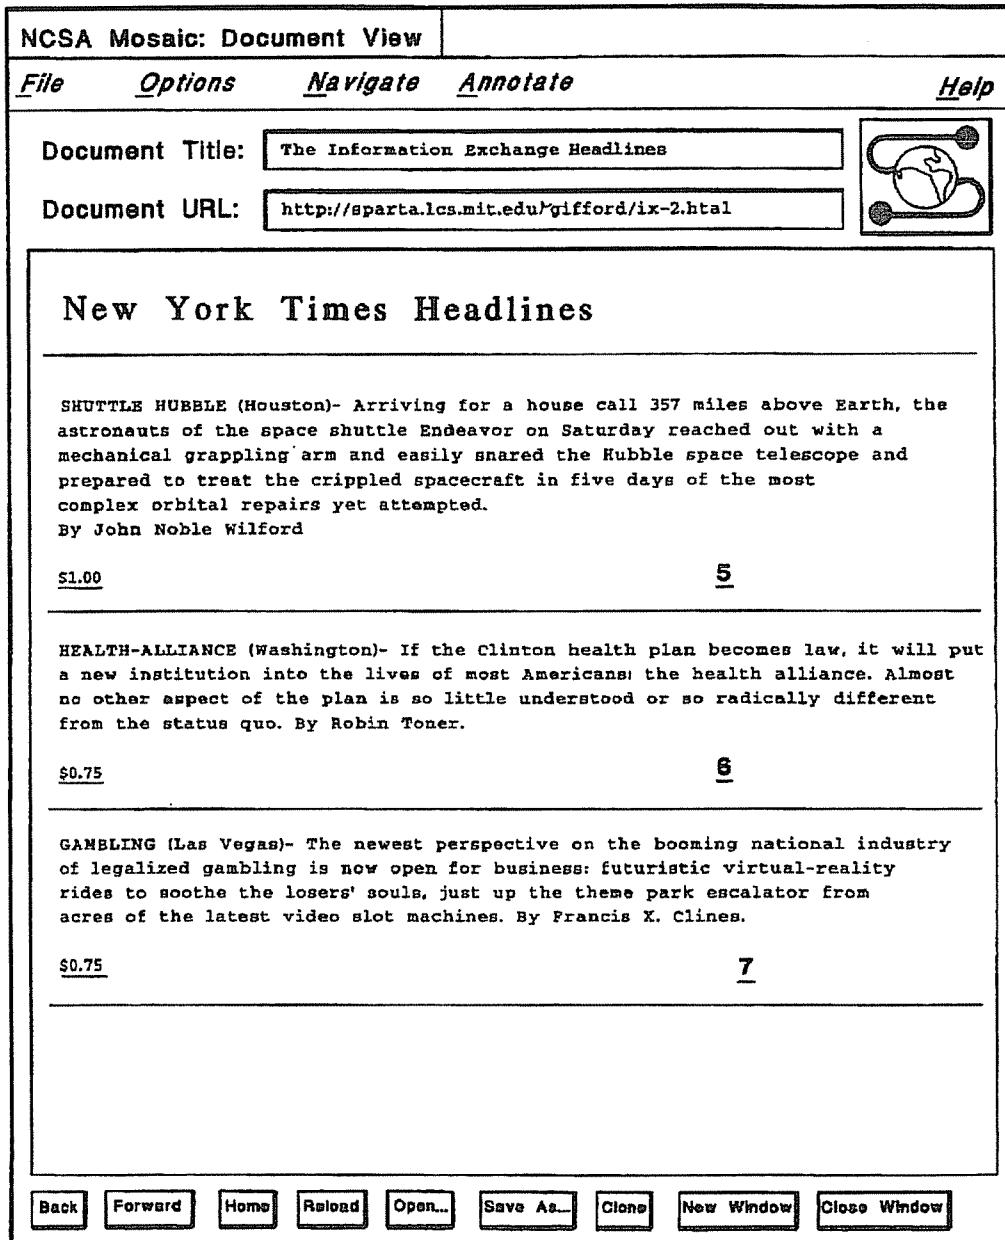 NCSA Mosaic: Document View
File Options Navigate Annotate Help
Document Title: The Information Exchange Headlines
Document URL: http://sparta.lcs.mit.edu/~gifford/ix-2.htal
New York Times Headlines
SHUTTLE HUBBLE (Houston)- Arriving for a house call 357 miles above Earth, the
astronauts of the space shuttle Endeavor on Saturday reached out with a
mechanical grappling arm and easily snared the Hubble space telescope and
prepared to treat the crippled spacecraft in five days of the most
complex orbital repairs yet attempted.
By John Noble Wilford
$1.00 5
HEALTH-ALLIANCE (Washington)- If the Clinton health plan becomes law, it will put
a new institution into the lives of most Americans: the health alliance. Almost
no other aspect of the plan is so little understood or so radically different
from the status quo. By Robin Toner.
$0.75 6
GAMBLING (Las Vegas)- The newest perspective on the booming national industry
of legalized gambling is now open for business: futuristic virtual-reality
rides to soothe the losers' souls, just up the theme park escalator from
acres of the latest video slot machines. By Francis X. Clines.
$0.75 7
Back Forward Home Reload Open... Save As... Clone New Window Close Window